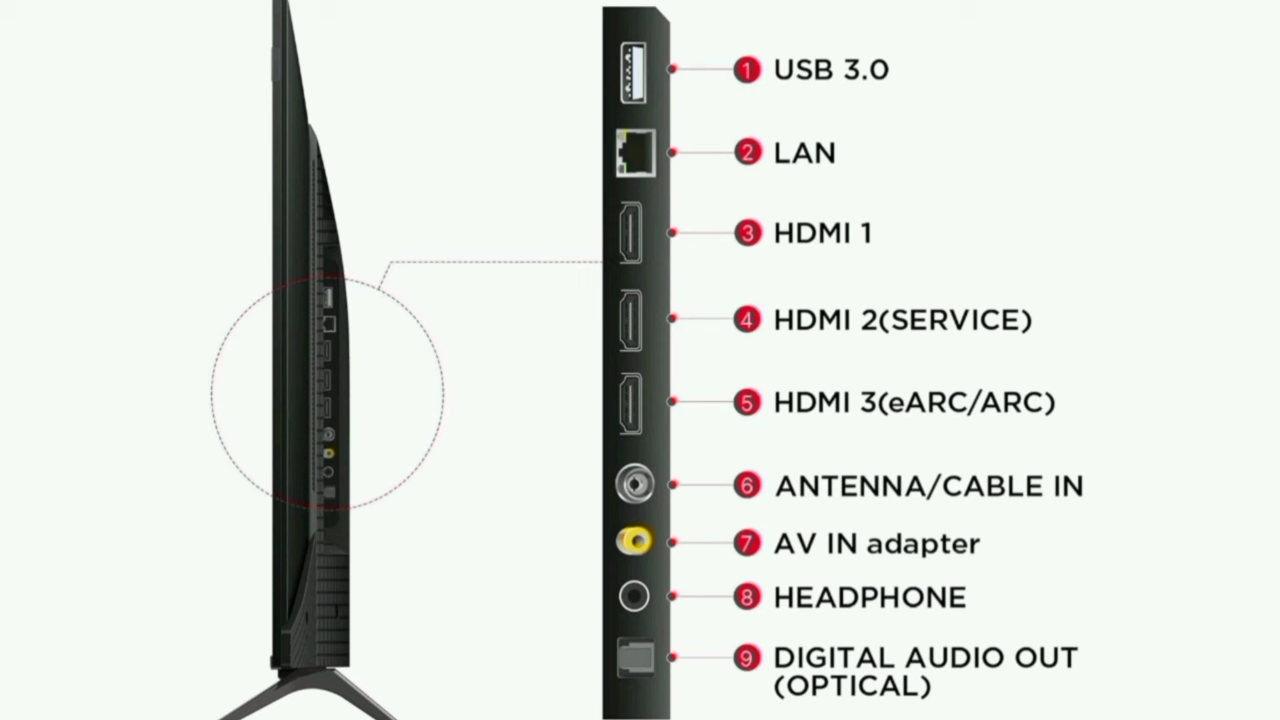 1 USB 3.0
2 LAN
3 HDMI 1
4 HDMI 2(SERVICE)
5 HDMI 3(eARC/ARC)
6 ANTENNA/CABLE IN
7 AV IN adapter
8 HEADPHONE
9 DIGITAL AUDIO OUT
(OPTICAL)